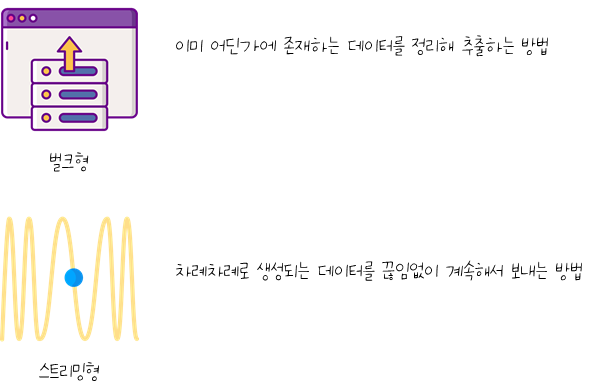 이미 어딘가에 존재하는 데이터를 정리해 추출하는 방법
벌크형
차례차례로 생성되는 데이터를 끊임없이 계속해서 보내는 방법
스트리밍형